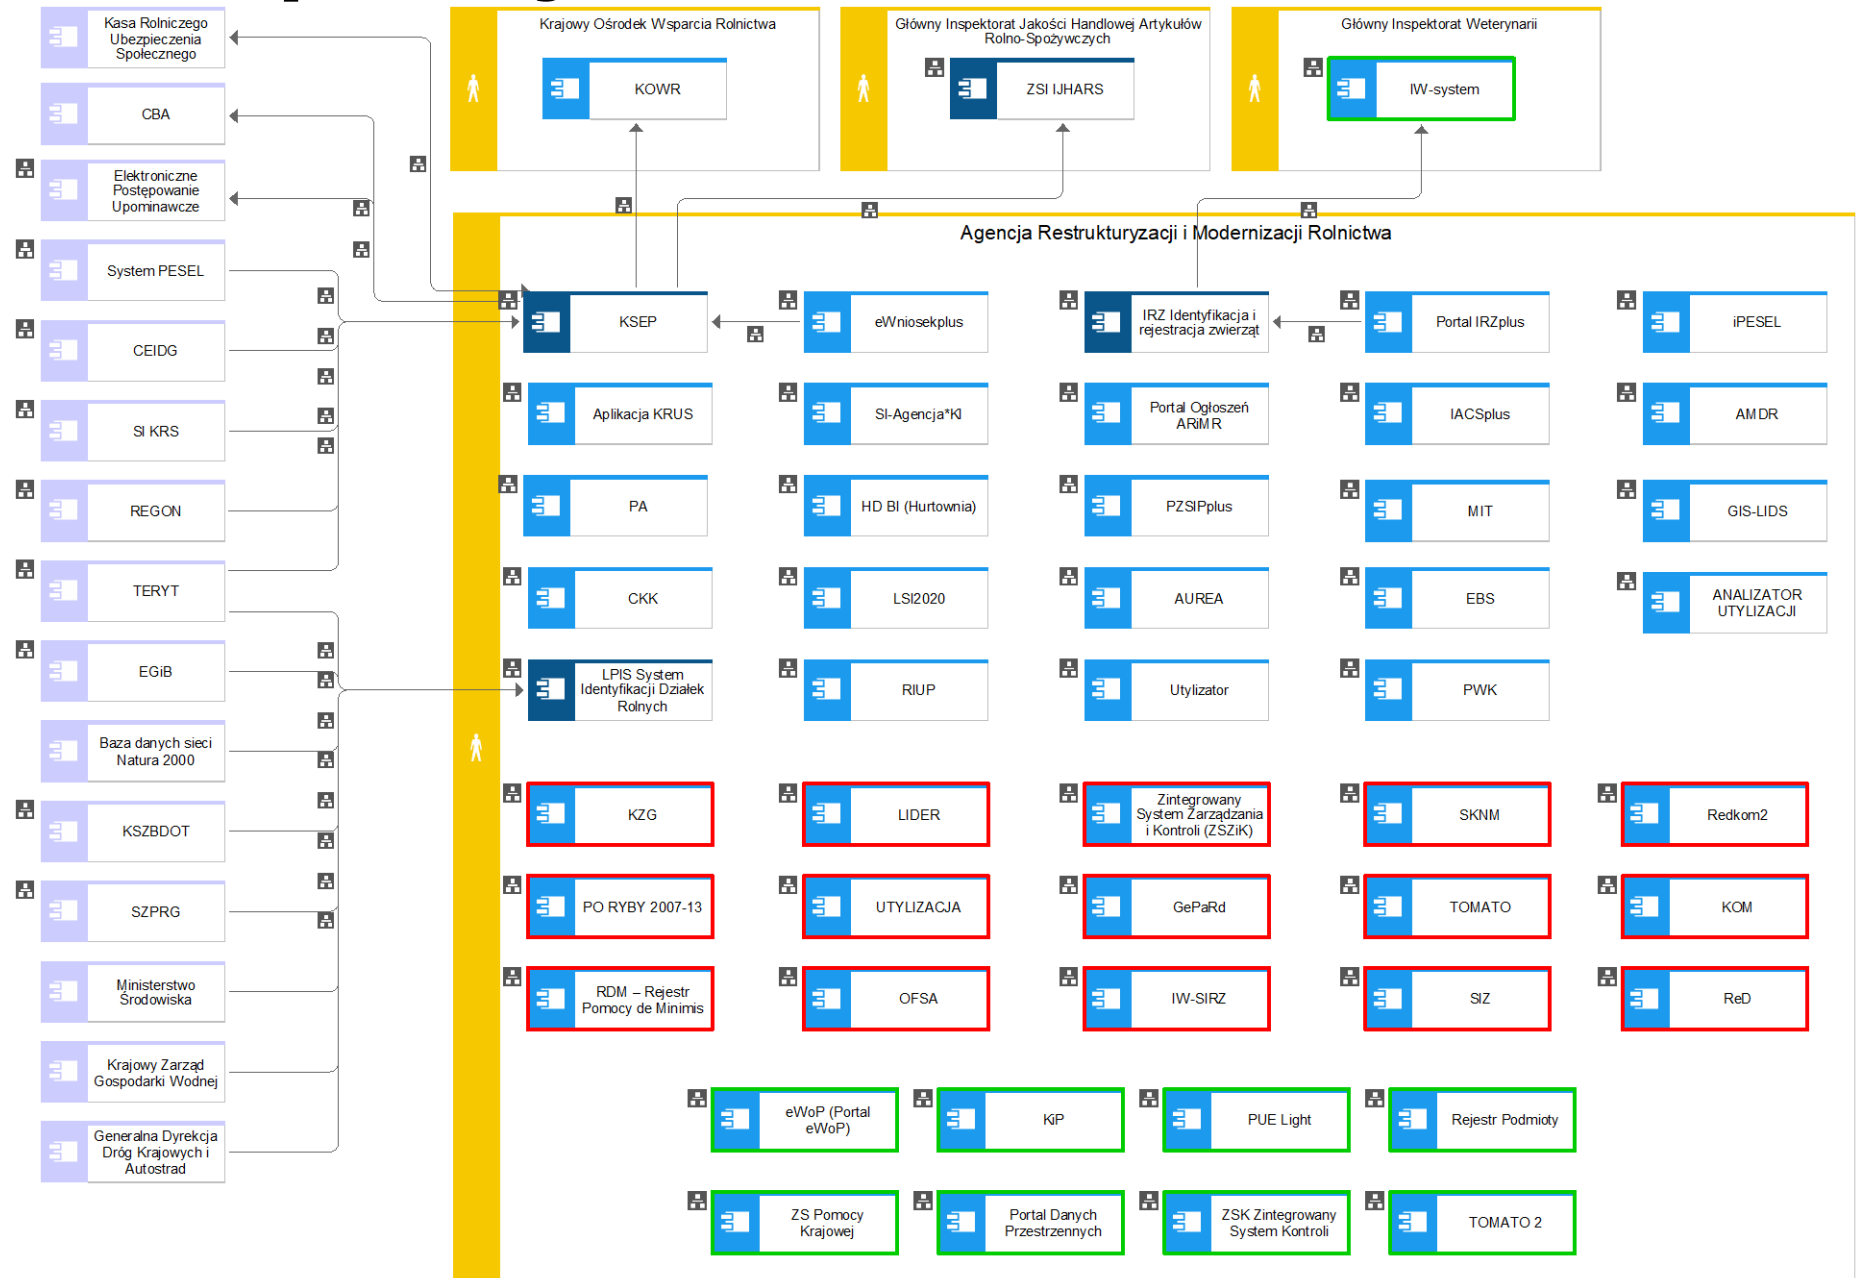 Kasa Rolniczego
Ubezpieczenia
Społecznego
CBA
Elektroniczne
Postępowanie
Upominawcze
System PESEL
CEIDG
SI KRS
REGON
TERYT
EGiB
Baza danych sieci
Natura 2000
KSZBDOT
SZPRG
Ministerstwo
Środowiska
Krajowy Zarząd
Gospodarki Wodnej
Generalna Dyrekcja
Dróg Krajowych i
Autostrad
Krajowy Ośrodek Wsparcia Rolnictwa
KOWR
Główny Inspektorat Jakości Handlowej Artykułów
Rolno-Spożywczych
ZSI IJHARS
Główny Inspektorat Weterynarii
IW-system
Agencja Restrukturyzacji i Modernizacji Rolnictwa
KSEP
eWniosekplus
IRZ Identyfikacja i
rejestracja zwierząt
Portal IRZplus
iPESEL
Aplikacja KRUS
SI-Agencja*KI
Portal Ogłoszeń
ARiMR
IACSplus
AMDR
PA
HD BI (Hurtownia)
PZSIPplus
MIT
GIS-LIDS
CKK
LSI2020
AUREA
EBS
ANALIZATOR
UTYLIZACJI
LPIS System
Identyfikacji Działek
Rolnych
RIUP
Utylizator
PWK
KZG
LIDER
Zintegrowany
System Zarządzania
i Kontroli (ZSZiK)
SKNM
Redkom2
PO RYBY 2007-13
UTYLIZACJA
GePaRd
TOMATO
KOM
RDM – Rejestr
Pomocy de Minimis
OFSA
IW-SIRZ
SIZ
ReD
eWoP (Portal
eWoP)
KiP
PUE Light
Rejestr Podmioty
ZS Pomocy
Krajowej
Portal Danych
Przestrzennych
ZSK Zintegrowany
System Kontroli
TOMATO 2